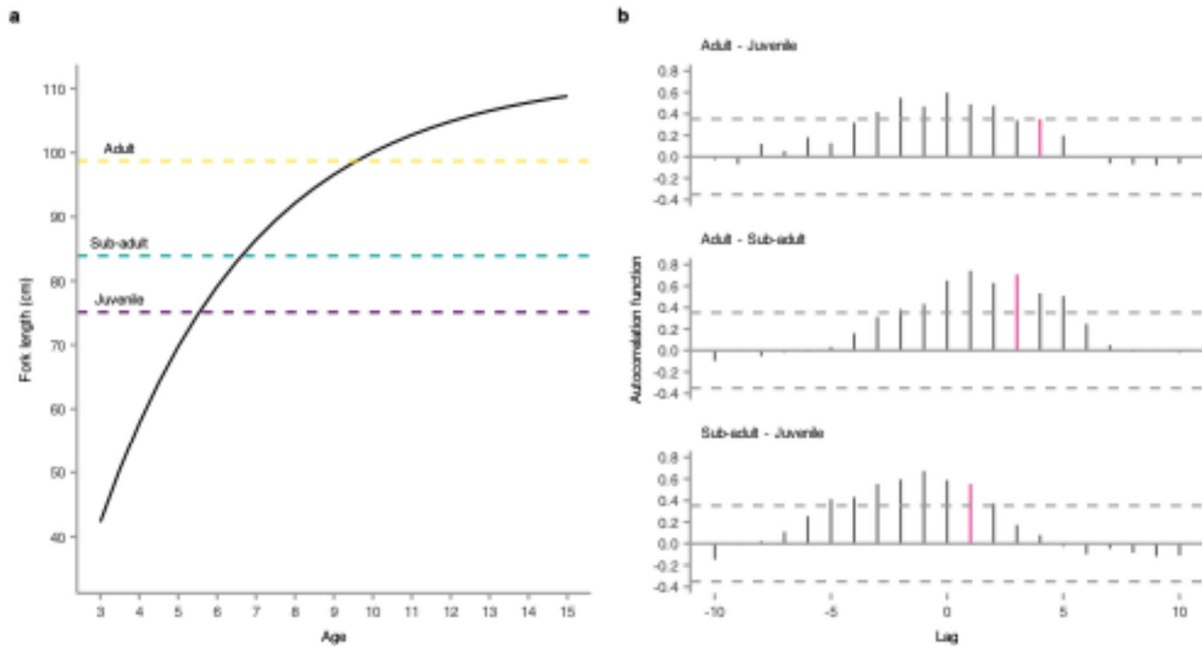 a
Fork length (cm)
110
100
90
80
70
60
50
40
Adult
Sub-adult
Juvenile
3 4 5 6 7 8 9 10 11 12 13 14 15
Age
b
Autocorrelation function
Adult - Juvenile
0.8
0.6
0.4
0.2
0.0
-0.2
-0.4
Adult - Sub-adult
0.8
0.6
0.4
0.2
0.0
-0.2
-0.4
Sub-adult - Juvenile
0.8
0.6
0.4
0.2
0.0
-0.2
-0.4
-10 -5 0 5 10
Lag